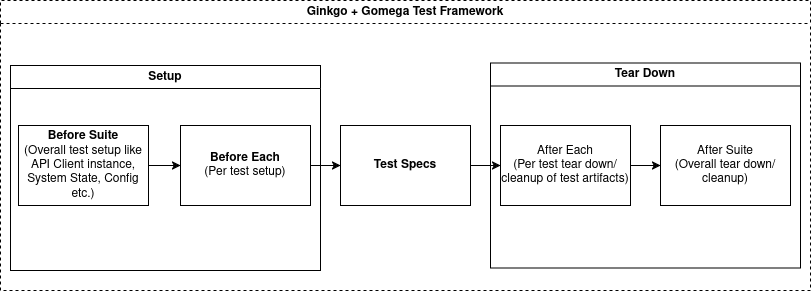 Ginkgo + Gomega Test Framework
Setup
Before Suite
(Overall test setup like
API Client instance,
System State, Config
etc.)
Before Each
(Per test setup)
Test Specs
Tear Down
After Each
(Per test tear down/
cleanup of test artifacts)
After Suite
(Overall tear down/
cleanup)